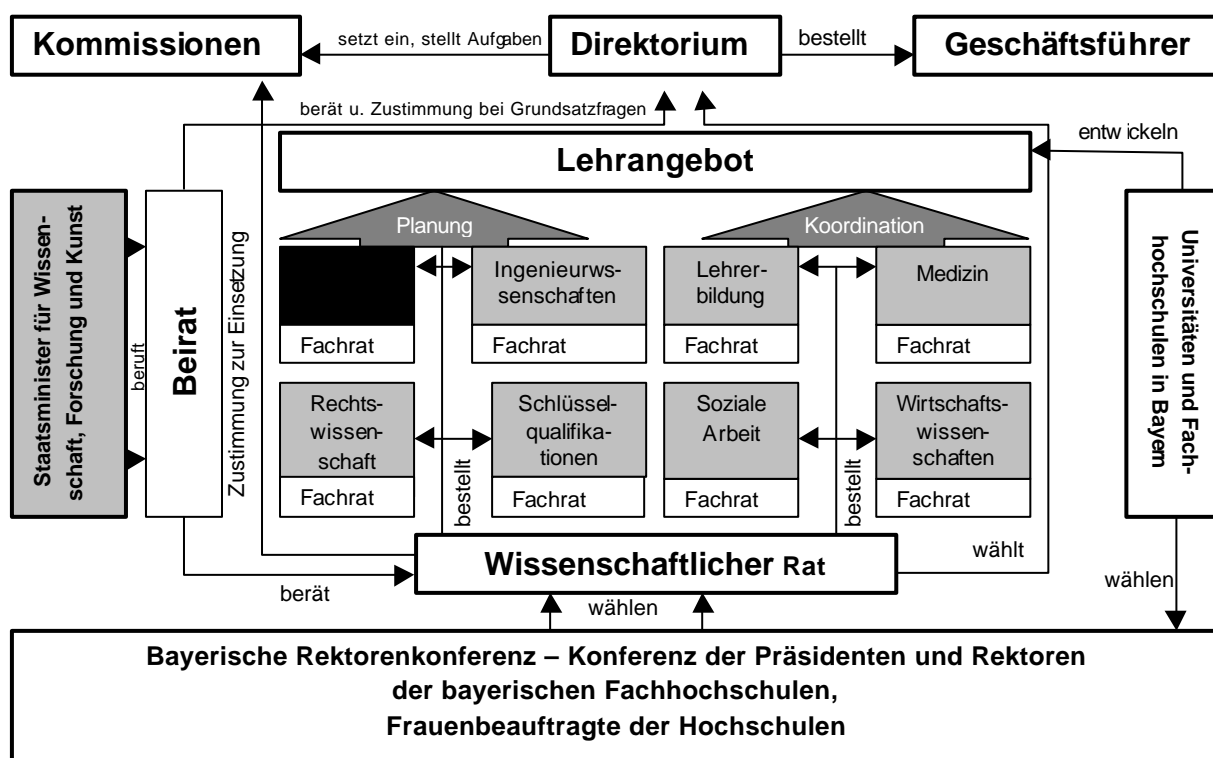 Kommissionen
setzt ein, stellt Aufgaben
Direktorium
bestellt
Geschäftsführer
berät u. Zustimmung bei Grundsatzfragen
entwickeln
Lehrangebot
Planung
Koordination
Ingenieurws-
senschaften
Lehrer-
bildung
Medizin
Fachrat
Fachrat
Fachrat
Fachrat
Rechts-
wissen-
schaft
Schlüssel-
qualifika-
tionen
Soziale
Arbeit
Wirtschafts-
wissen-
schaften
Fachrat
Fachrat
Fachrat
Fachrat
Staatsminister für Wissen-
schaft, Forschung und Kunst
beruft
Beirat
Zustimmung zur Einsetzung
bestellt
bestellt
Universitäten und Fach-
hochschulen in Bayern
Wissenschaftlicher Rat
wählt
berät
wählen
wählen
Bayerische Rektorenkonferenz – Konferenz der Präsidenten und Rektoren
der bayerischen Fachhochschulen,
Frauenbeauftragte der Hochschulen